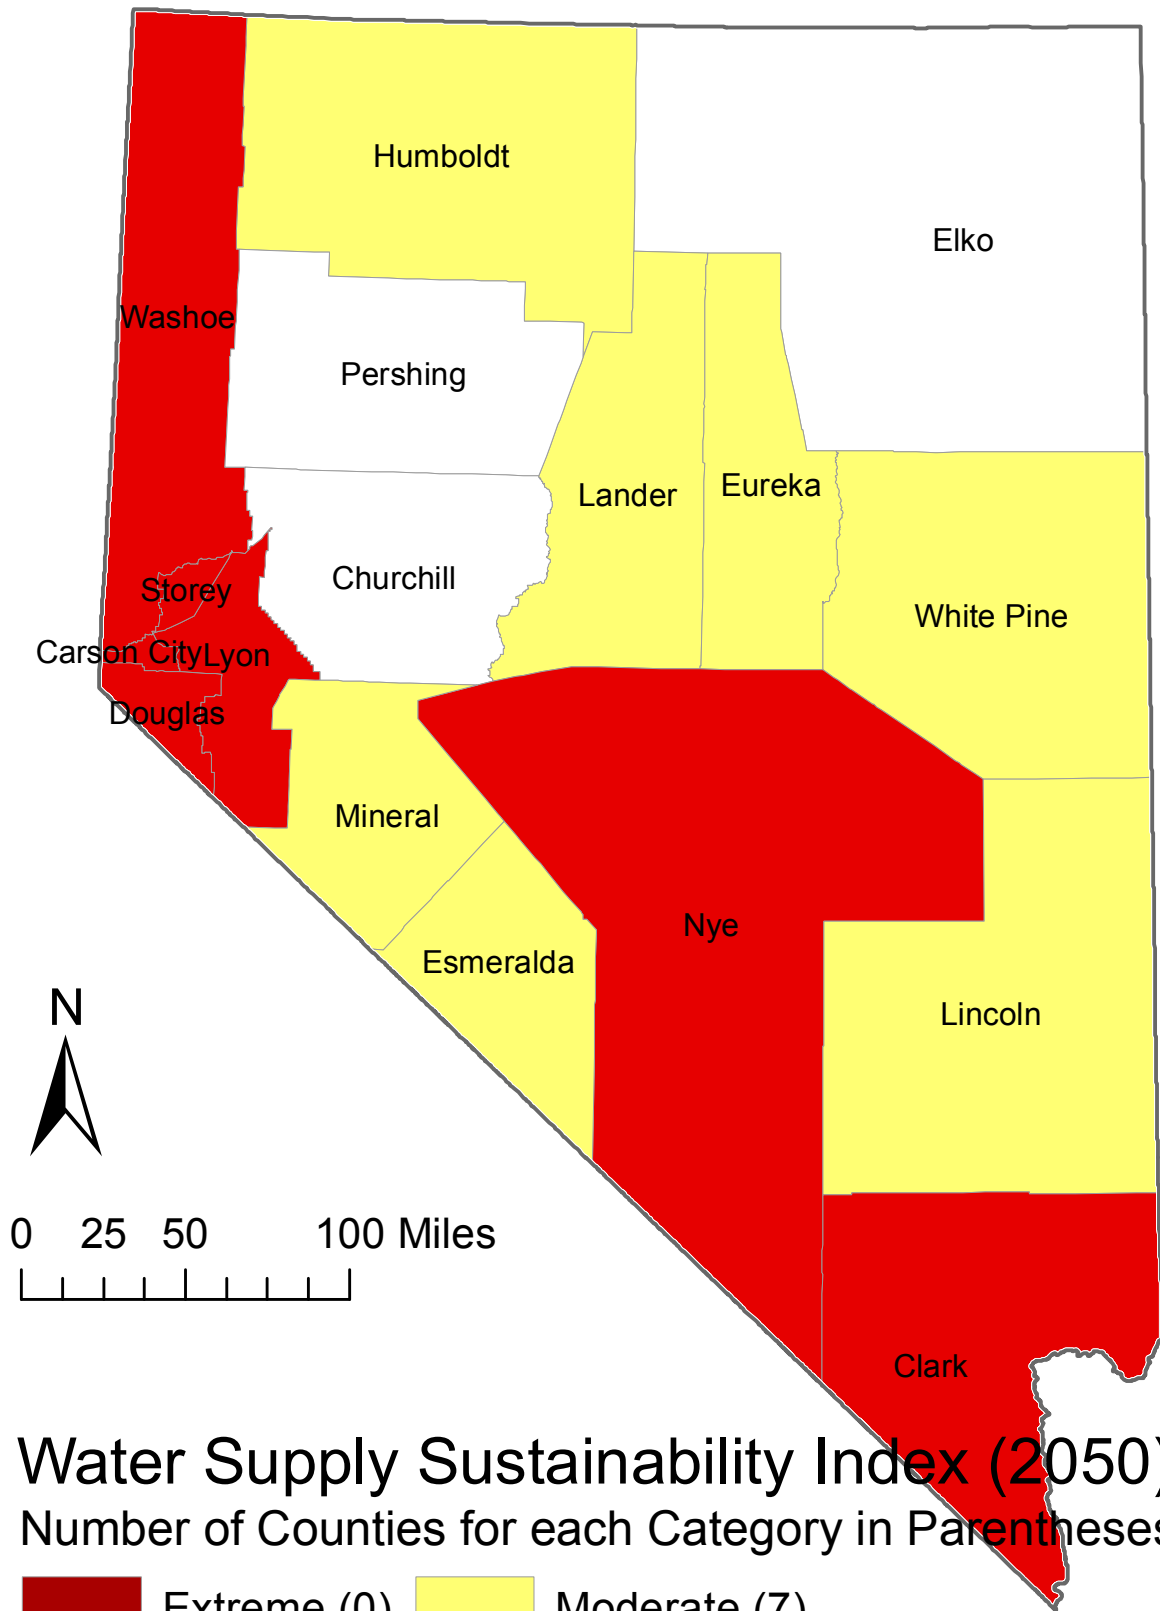 Humboldt
Elko
Washoe
Pershing
Lander
Eureka
Churchill
Storey
White Pine
Carson City
Lyon
Douglas
Mineral
Nye
Esmeralda
Lincoln
N
0 25 50 100 Miles
Clark
Water Supply Sustainability Index (2050)
Number of Counties for each Category in Parentheses
Extreme (0)
Moderate (7)